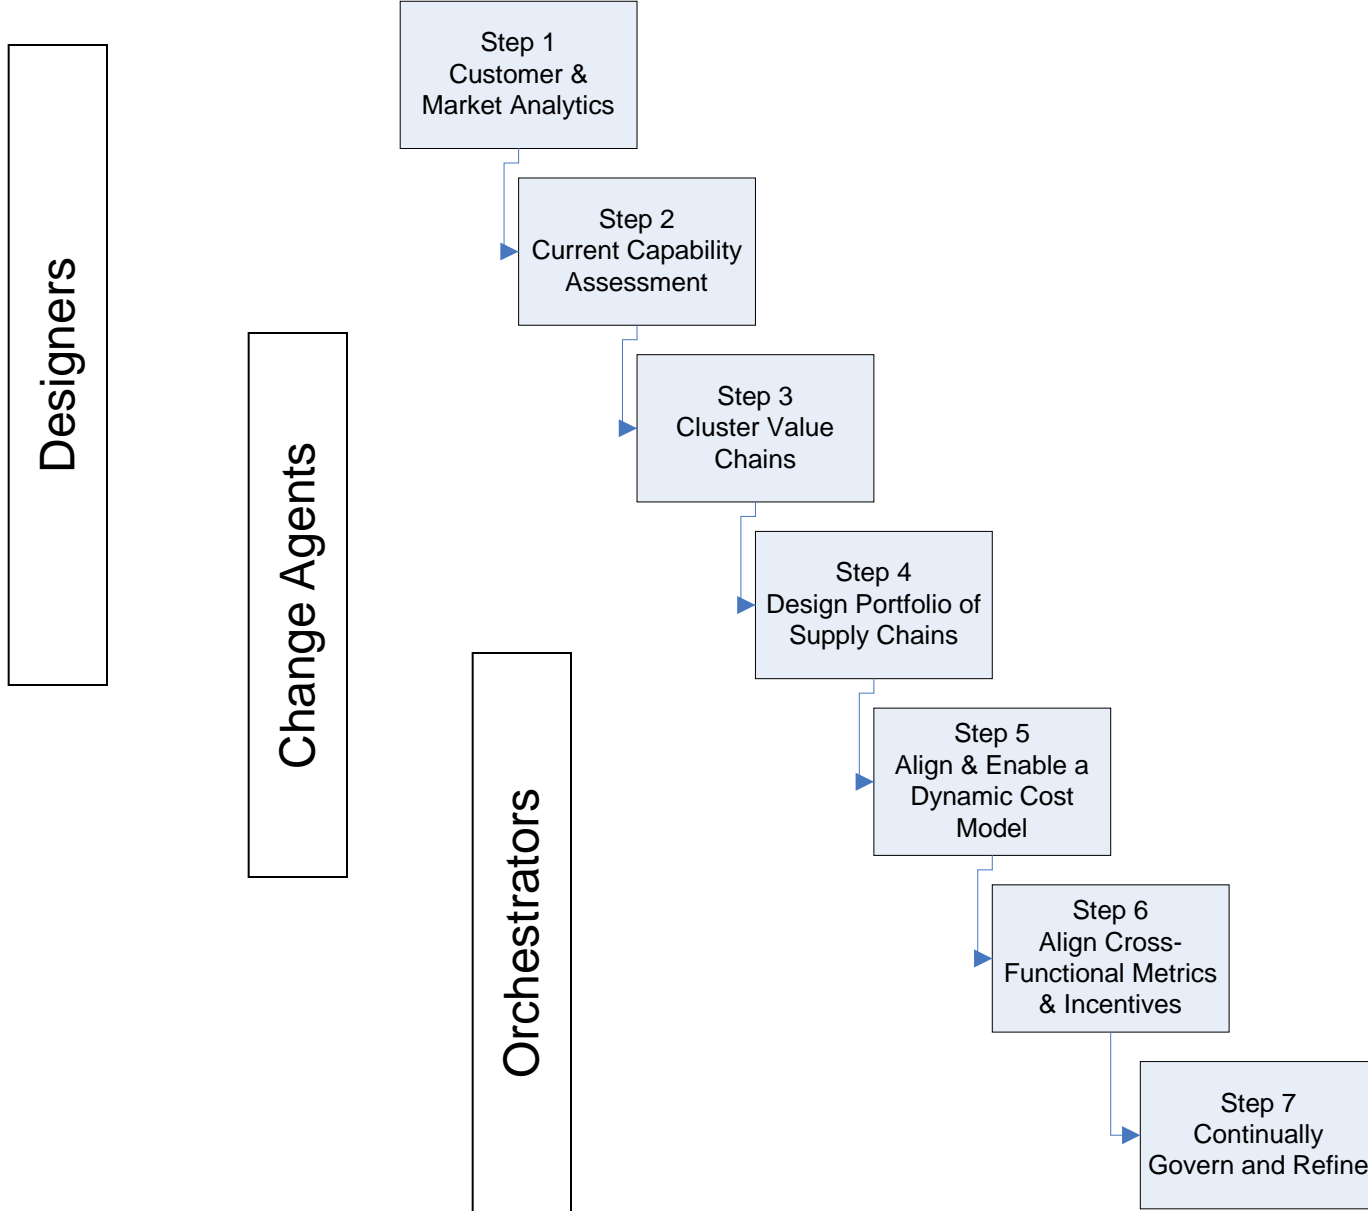 Designers
Change Agents
Orchestrators
Step 1
Customer &
Market Analytics
Step 2
Current Capability
Assessment
Step 3
Cluster Value
Chains
Step 4
Design Portfolio of
Supply Chains
Step 5
Align & Enable a
Dynamic Cost
Model
Step 6
Align Cross-
Functional Metrics
& Incentives
Step 7
Continually
Govern and Refine